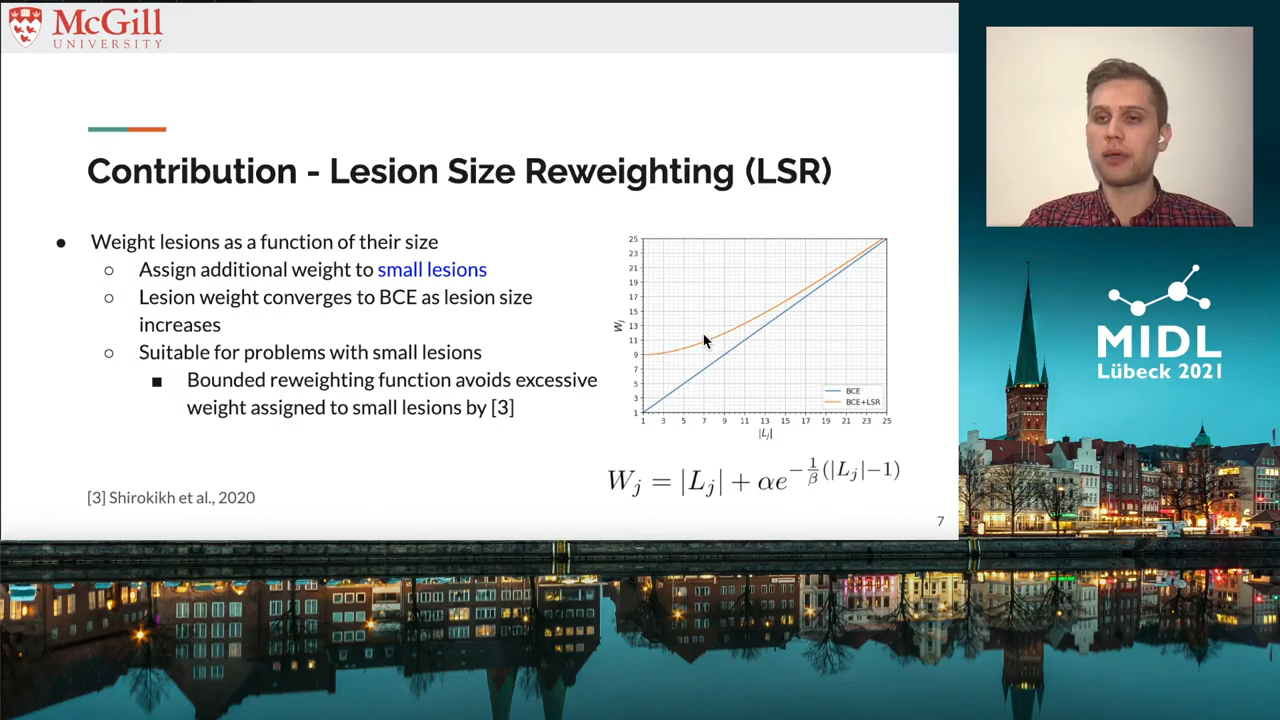 McGill
UNIVERSITY
Contribution - Lesion Size Reweighting (LSR)
● Weight lesions as a function of their size
○ Assign additional weight to small lesions
○ Lesion weight converges to BCE as lesion size
increases
○ Suitable for problems with small lesions
■ Bounded reweighting function avoids excessive
weight assigned to small lesions by [3]
[3] Shirokikh et al., 2020
25
23
21
19
17
15
13
11
9
7
5
3
1
W_j
1 3 5 7 9 11 13 15 17 19 21 23 25
|L_j|
BCE
BCE+LSR
W_j = |L_j| + αe^{-\frac{1}{β}(|L_j|-1)}
7
MIDL
Lübeck 2021